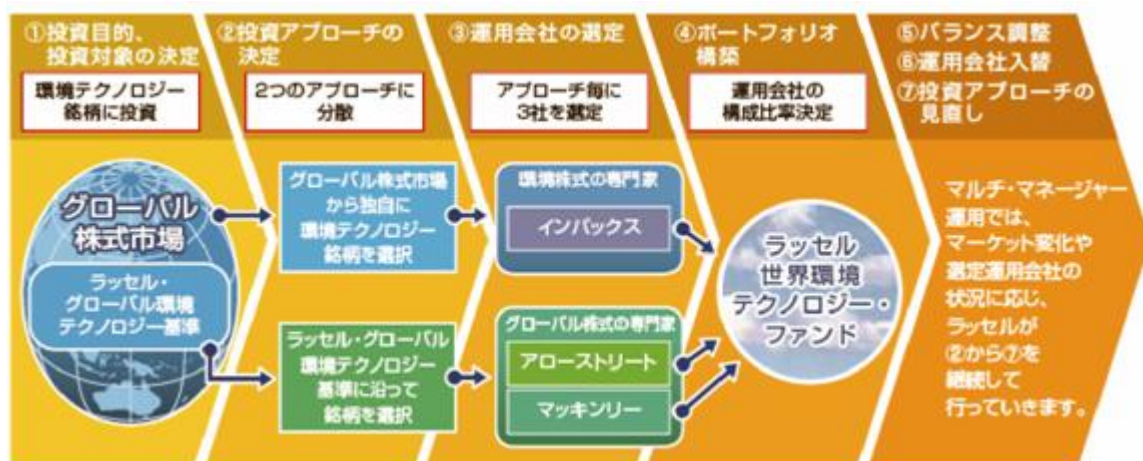 ①投資目的、
投資対象の決定
環境テクノロジー
銘柄に投資
グローバル
株式市場
ラッセル・
グローバル環境
テクノロジー基準
②投資アプローチの
決定
2つのアプローチに
分散
グローバル株式市場
から独自に
環境テクノロジー
銘柄を選択
ラッセル・グローバル
環境テクノロジー
基準に沿って
銘柄を選択
③運用会社の選定
アプローチ毎に
3社を選定
環境株式の専門家
インパックス
グローバル株式の専門家
アローストリート
マッキンリー
④ポートフォリオ
構築
運用会社の
構成比率決定
ラッセル
世界環境
テクノロジー・
ファンド
⑤バランス調整
⑥運用会社入替
⑦投資アプローチの
見直し
マルチ・マネージャー
運用では、
マーケット変化や
選定運用会社の
状況に応じ、
ラッセルが
②から⑦を
継続して
行っていきます。